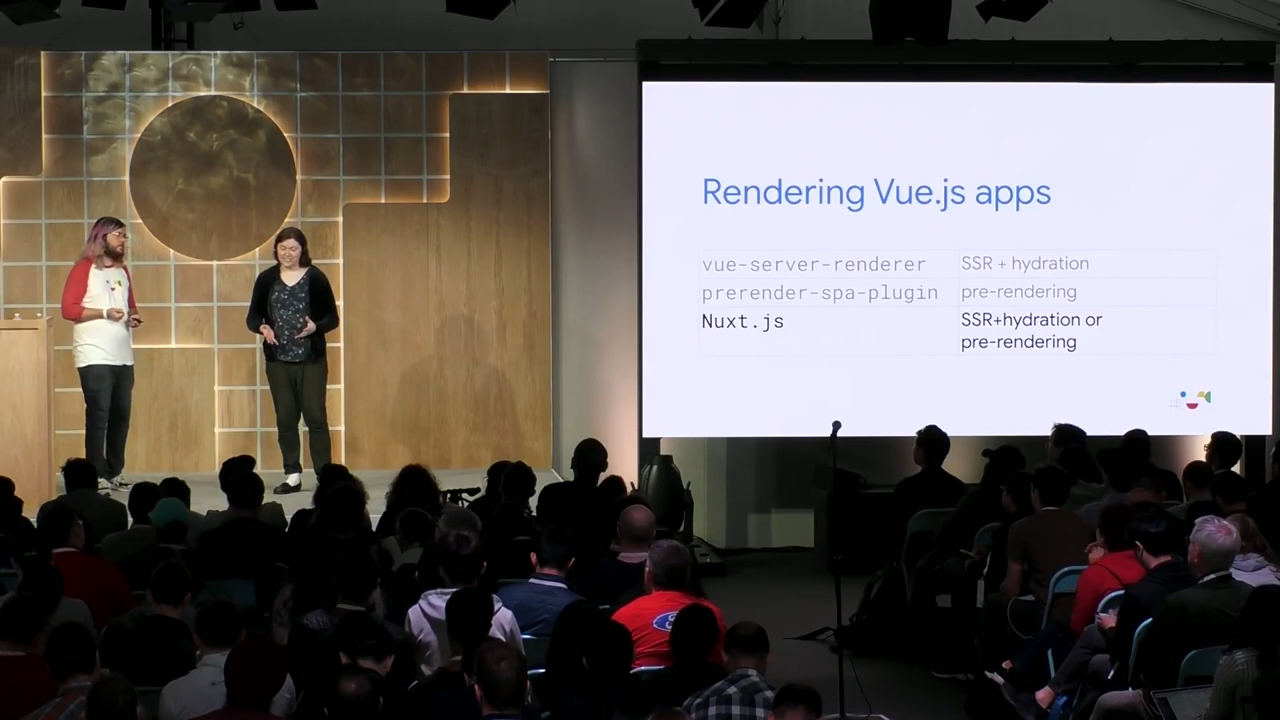 Rendering Vue.js apps
vue-server-renderer SSR + hydration
prerender-spa-plugin pre-rendering
Nuxt.js SSR+hydration or
pre-rendering